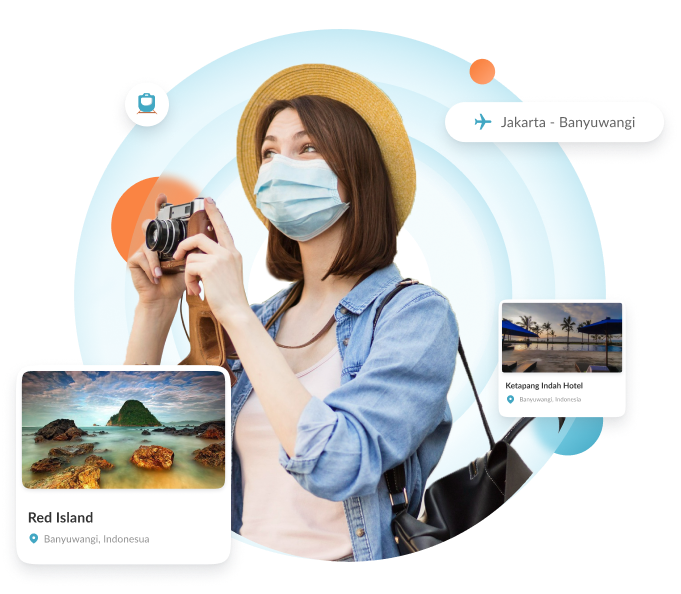 Jakarta - Banyuwangi
Ketapang Indah Hotel
Banyuwangi, Indonesia
Red Island
Banyuwangi, Indonesua